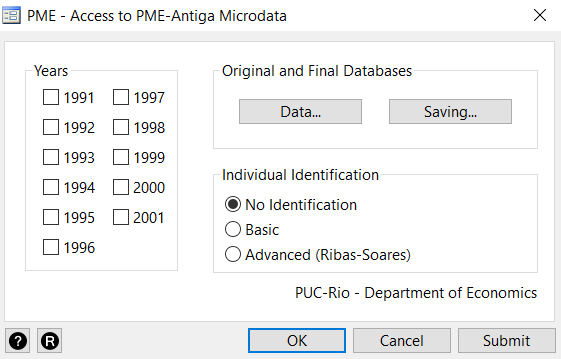 PME - Access to PME-Antiga Microdata
Years
1991
1997
1992
1998
1993
1999
1994
2000
1995
2001
1996
Original and Final Databases
Data...
Saving...
Individual Identification
No Identification
Basic
Advanced (Ribas-Soares)
PUC-Rio - Department of Economics
?
R
OK
Cancel
Submit